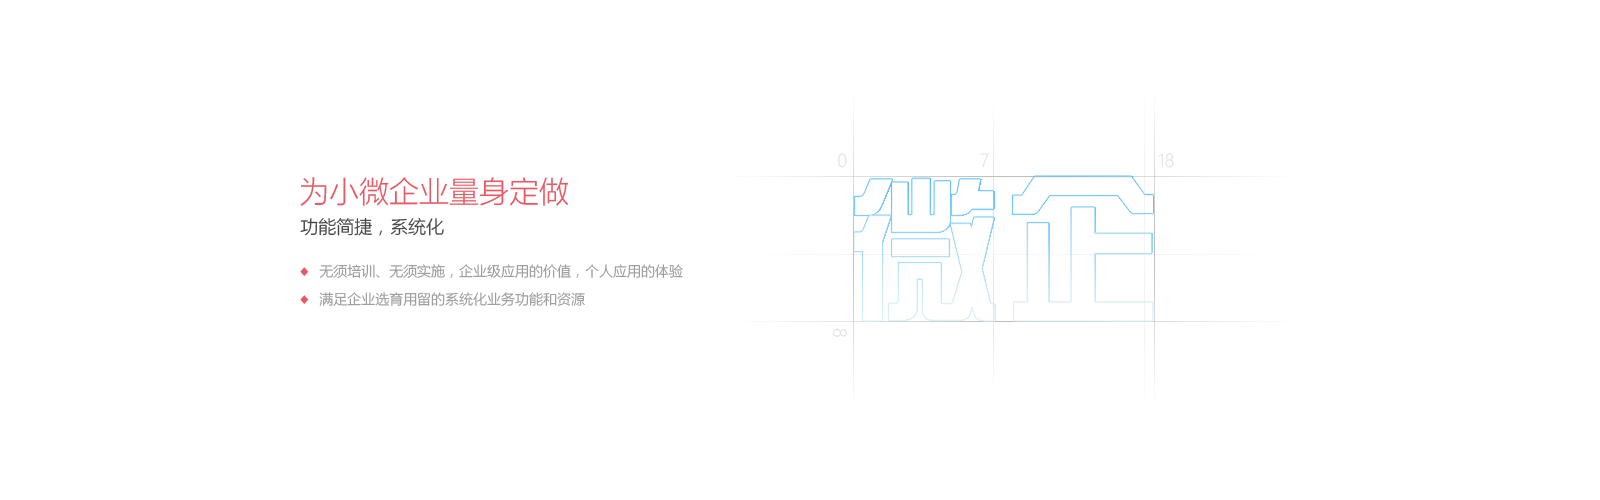 为小微企业量身定做
功能简捷，系统化
无须培训、无须实施，企业级应用的价值，个人应用的体验
满足企业选育用留的系统化业务功能和资源
0 7 18
微企
8